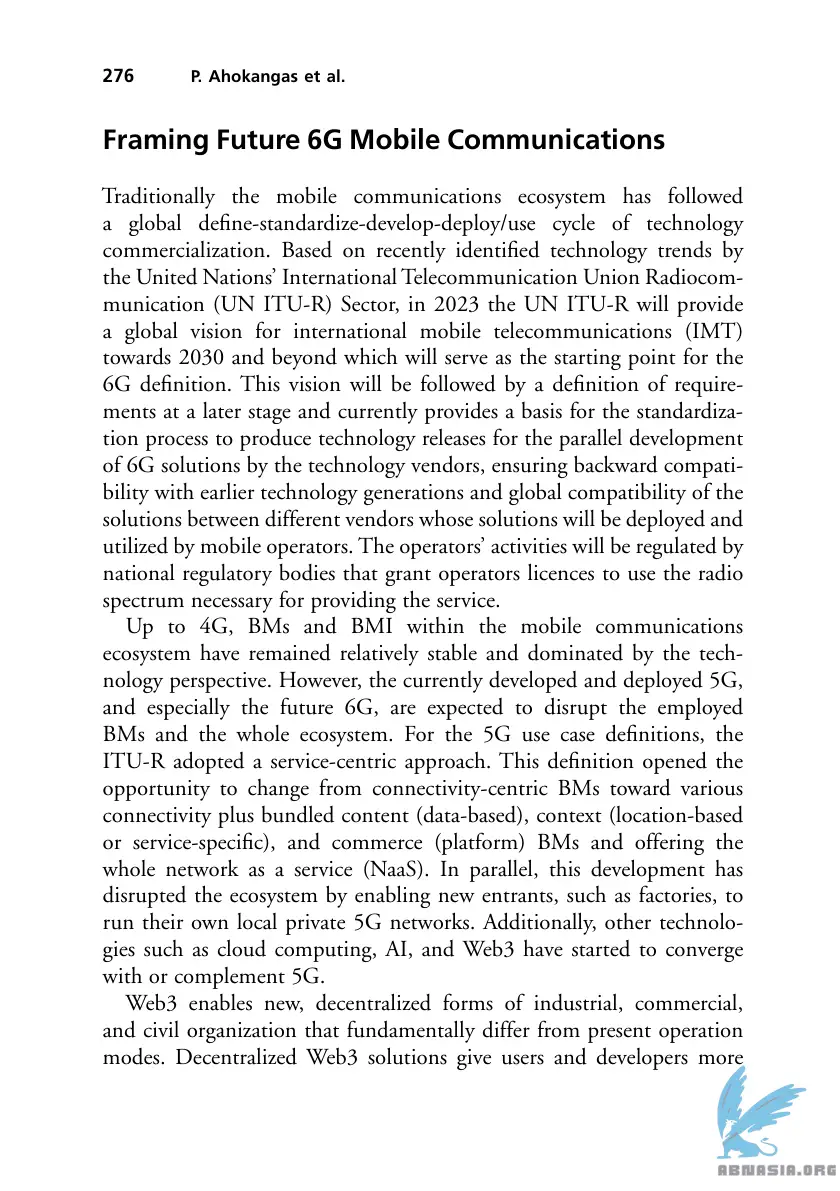 276 P. Ahokangas et al.
Framing Future 6G Mobile Communications
Traditionally the mobile communications ecosystem has followed
a global define-standardize-develop-deploy/use cycle of technology
commercialization. Based on recently identified technology trends by
the United Nations’ International Telecommunication Union Radiocom-
munication (UN ITU-R) Sector, in 2023 the UN ITU-R will provide
a global vision for international mobile telecommunications (IMT)
towards 2030 and beyond which will serve as the starting point for the
6G definition. This vision will be followed by a definition of require-
ments at a later stage and currently provides a basis for the standardiza-
tion process to produce technology releases for the parallel development
of 6G solutions by the technology vendors, ensuring backward compati-
bility with earlier technology generations and global compatibility of the
solutions between different vendors whose solutions will be deployed and
utilized by mobile operators. The operators’ activities will be regulated by
national regulatory bodies that grant operators licences to use the radio
spectrum necessary for providing the service.
Up to 4G, BMs and BMI within the mobile communications
ecosystem have remained relatively stable and dominated by the tech-
nology perspective. However, the currently developed and deployed 5G,
and especially the future 6G, are expected to disrupt the employed
BMs and the whole ecosystem. For the 5G use case definitions, the
ITU-R adopted a service-centric approach. This definition opened the
opportunity to change from connectivity-centric BMs toward various
connectivity plus bundled content (data-based), context (location-based
or service-specific), and commerce (platform) BMs and offering the
whole network as a service (NaaS). In parallel, this development has
disrupted the ecosystem by enabling new entrants, such as factories, to
run their own local private 5G networks. Additionally, other technolo-
gies such as cloud computing, AI, and Web3 have started to converge
with or complement 5G.
Web3 enables new, decentralized forms of industrial, commercial,
and civil organization that fundamentally differ from present operation
modes. Decentralized Web3 solutions give users and developers more
ABNASIA.ORG